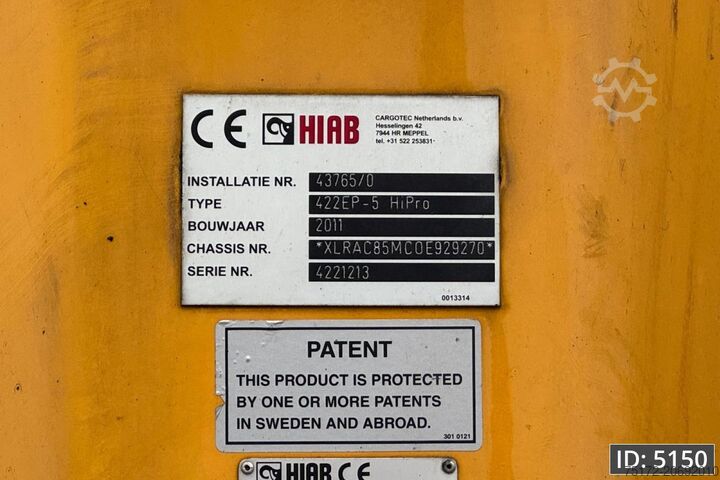 CE HIAB
CARGOTEC Netherlands b.v.
Hesselingen 42
7944 HR MEPPEL
tel. +31 522 253831
INSTALLATIE NR. 43765/0
TYPE 422EP-5 HiPro
BOUWJAAR 2011
CHASSIS NR. *XLRAC85MC0E929270*
SERIE NR. 4221213
0013314
PATENT
THIS PRODUCT IS PROTECTED
BY ONE OR MORE PATENTS
IN SWEDEN AND ABROAD.
301 0121
HIAB CE
ID: 5150